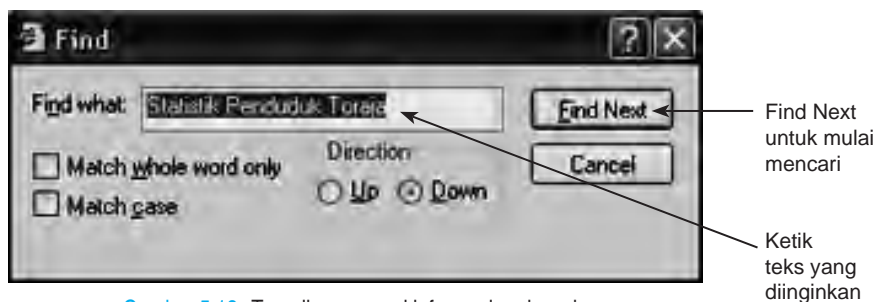 Find
Find what: Statistik Penduduk Toraja
Find Next
Match whole word only
Match case
Direction
Up Down
Cancel
Find Next
untuk mulai
mencari
Ketik
teks yang
diinginkan